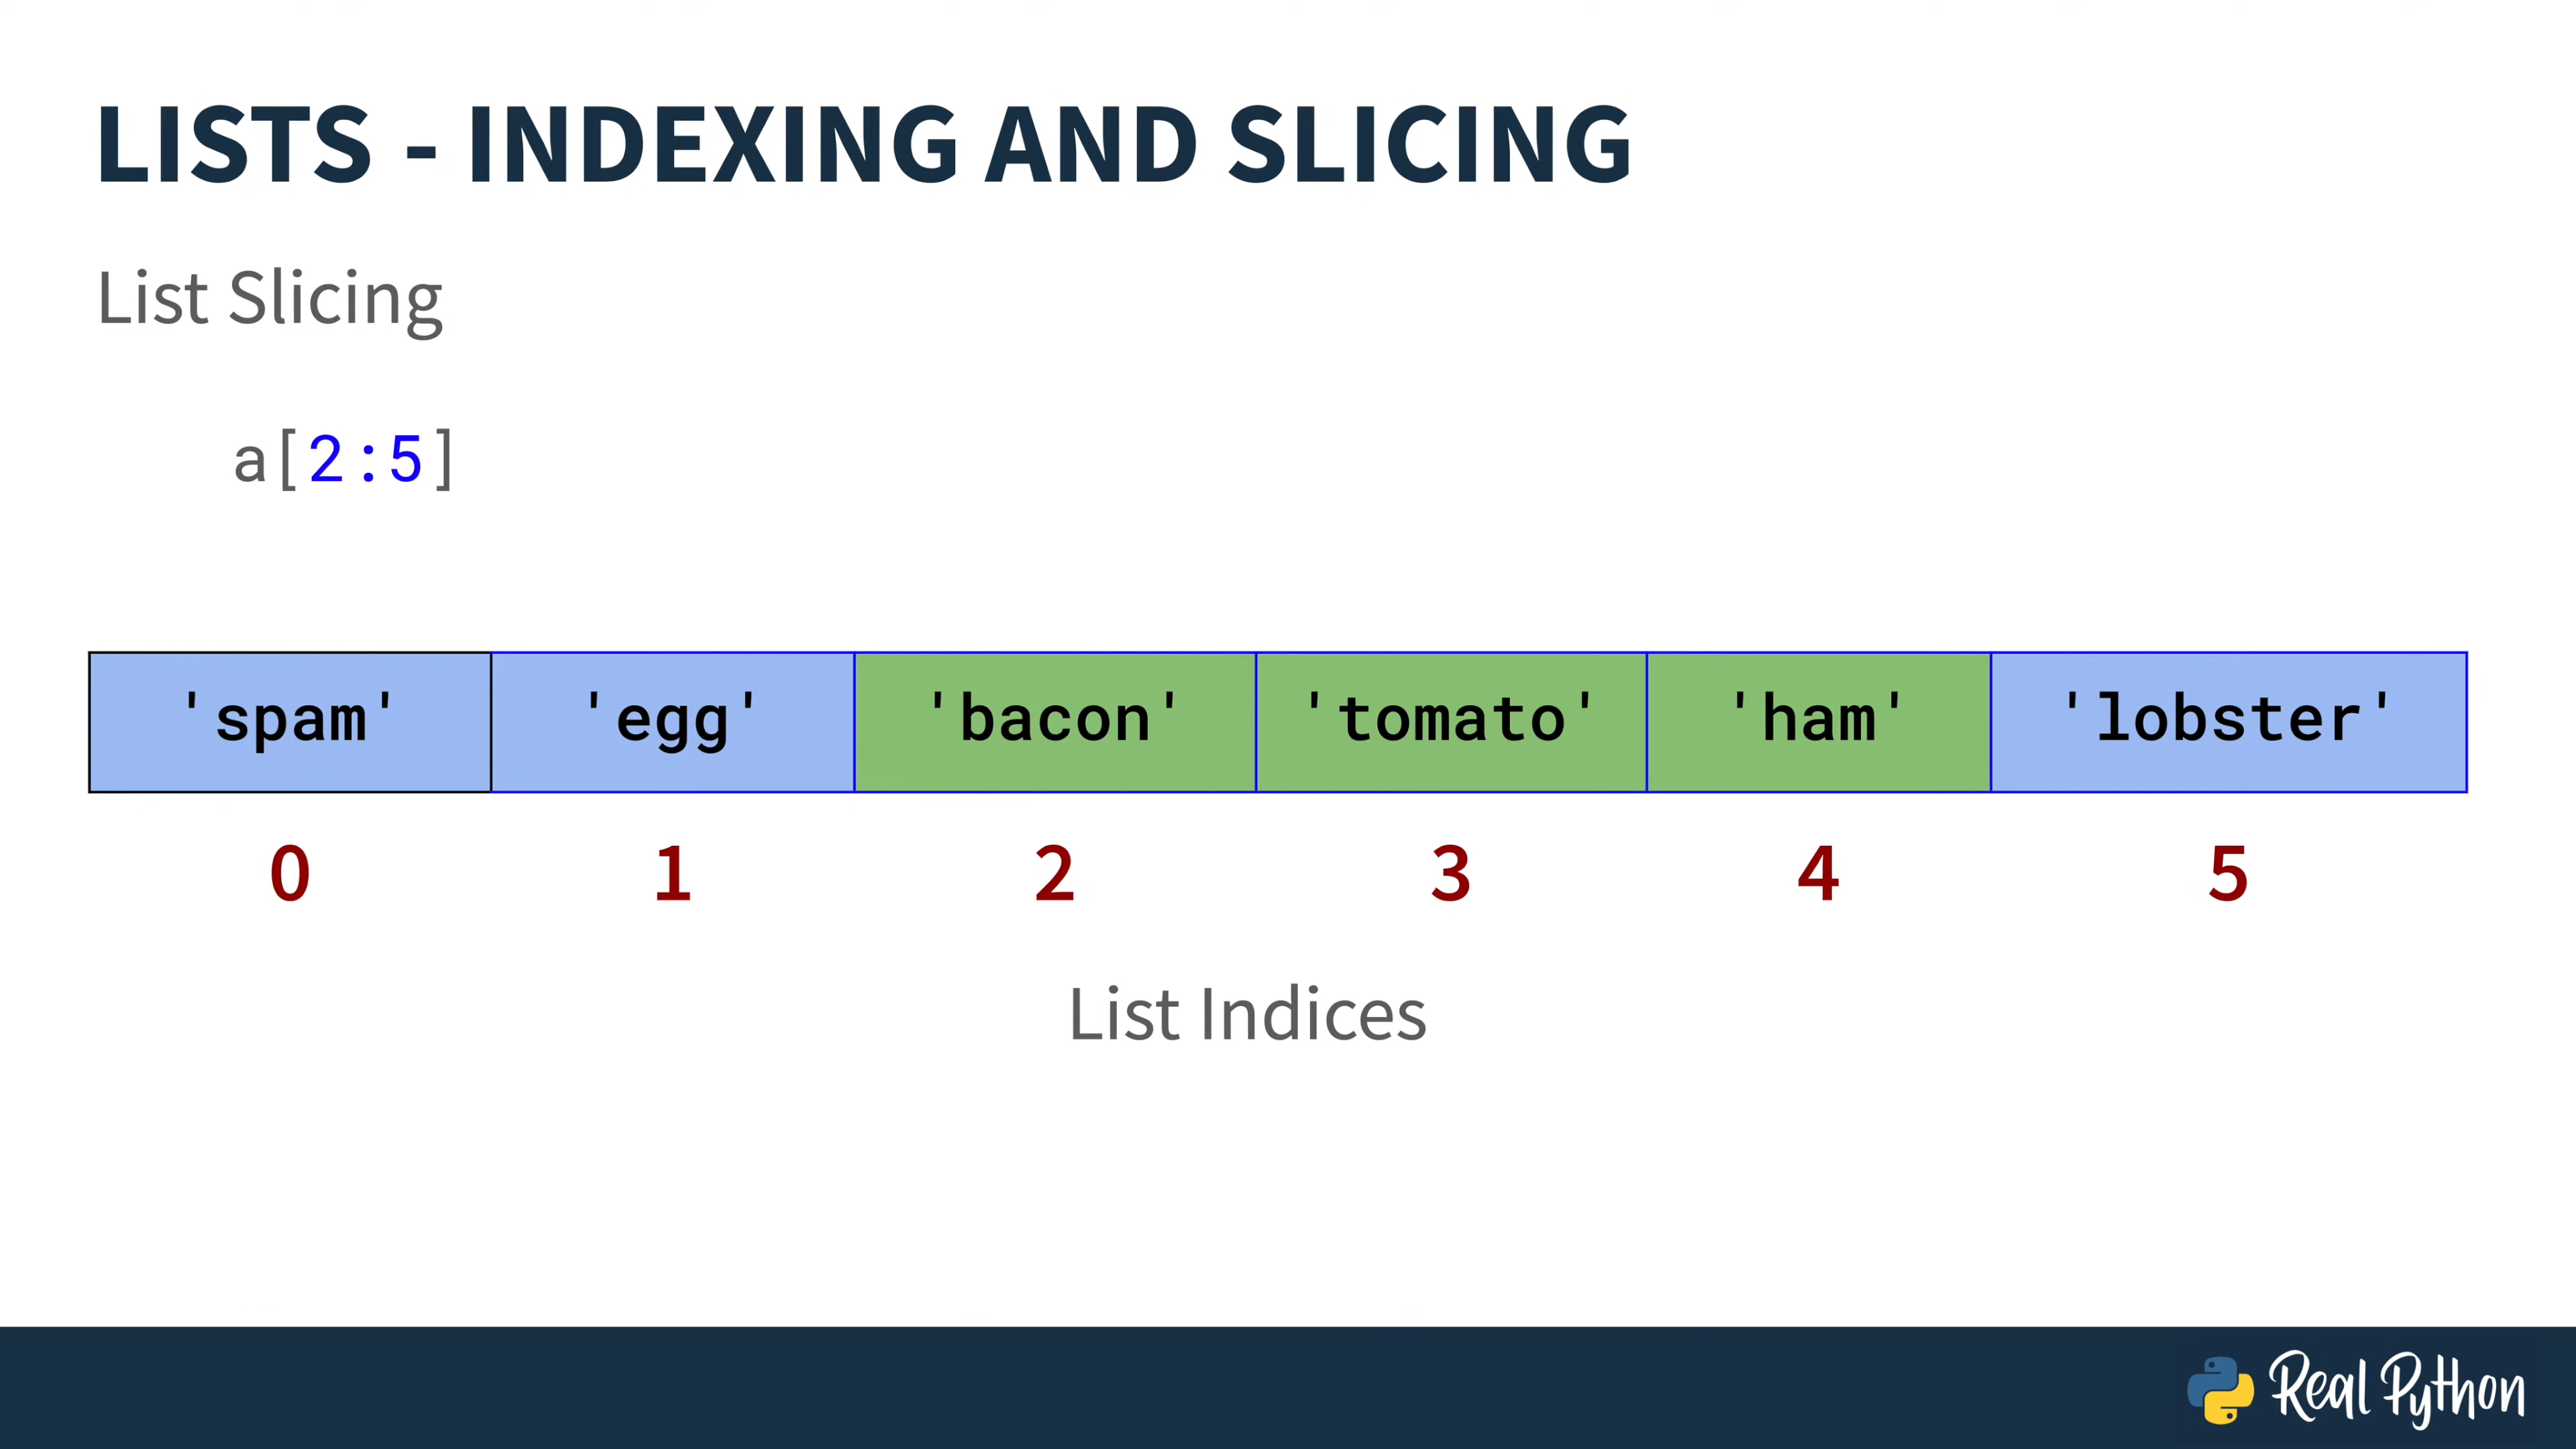 LISTS - INDEXING AND SLICING
List Slicing
a[2:5]
'spam' 'egg' 'bacon' 'tomato' 'ham' 'lobster'
0 1 2 3 4 5
List Indices
Real Python